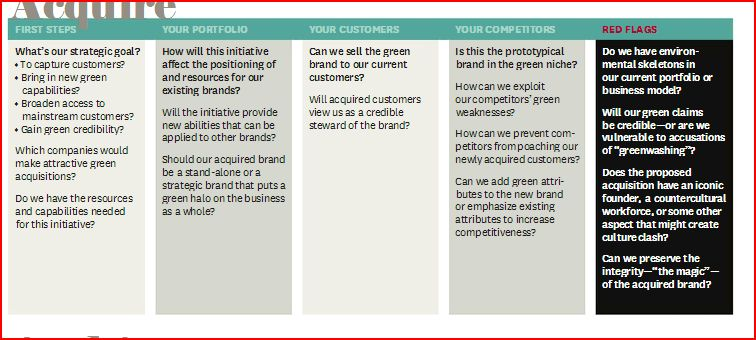 Acquire
FIRST STEPS
What's our strategic goal?
• To capture customers?
• Bring in new green
capabilities?
• Broaden access to
mainstream customers?
• Gain green credibility?
Which companies would
make attractive green
acquisitions?
Do we have the resources
and capabilities needed
for this initiative?
YOUR PORTFOLIO
How will this initiative
affect the positioning of
and resources for our
existing brands?
Will the initiative provide
new abilities that can be
applied to other brands?
Should our acquired brand
be a stand-alone or a
strategic brand that puts a
green halo on the business
as a whole?
YOUR CUSTOMERS
Can we sell the green
brand to our current
customers?
Will acquired customers
view us as a credible
steward of the brand?
YOUR COMPETITORS
Is this the prototypical
brand in the green niche?
How can we exploit
our competitors' green
weaknesses?
How can we prevent com-
petitors from poaching our
newly acquired customers?
Can we add green attri-
butes to the new brand
or emphasize existing
attributes to increase
competitiveness?
RED FLAGS
Do we have environ-
mental skeletons in
our current portfolio or
business model?
Will our green claims
be credible—or are we
vulnerable to accusations
of “greenwashing”?
Does the proposed
acquisition have an iconic
founder, a countercultural
workforce, or some other
aspect that might create
culture clash?
Can we preserve the
integrity—“the magic”—
of the acquired brand?